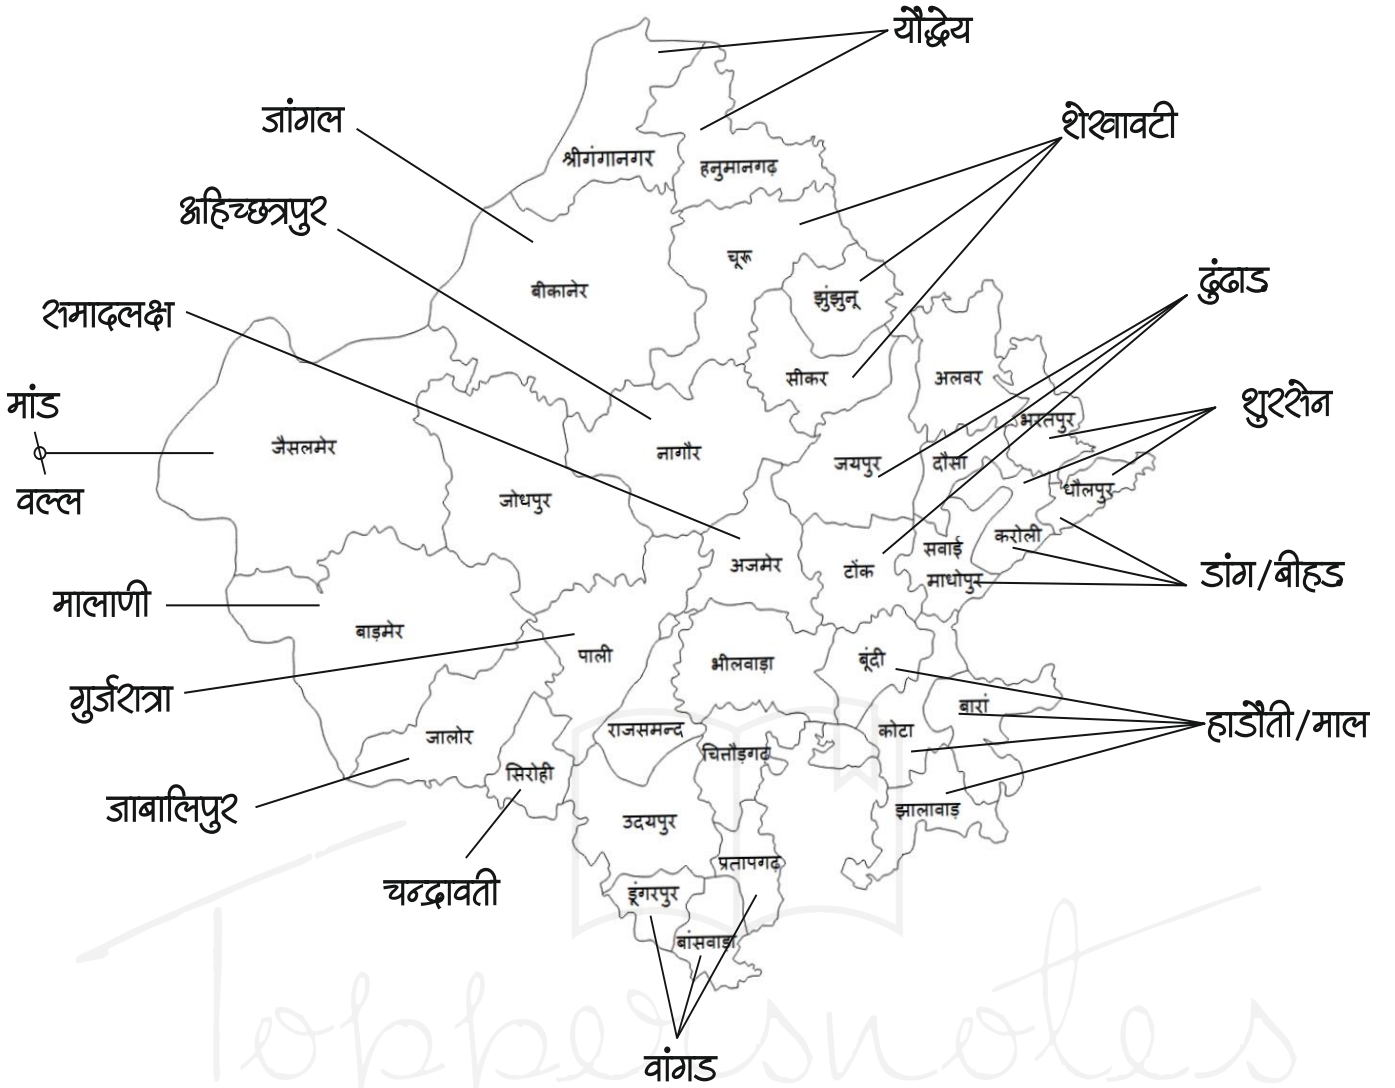 यौद्धेय
जांगल
शेखावटी
श्रीगंगानगर
हनुमानगढ़
अहिच्छत्रपुर
चूरू
ढुंढाड
बीकानेर
झुंझुनू
समादलक्ष
सीकर
अलवर
मांड
शुरसेन
भरतपुर
जैसलमेर
नागौर
जयपुर
दौसा
वल्ल
जोधपुर
धौलपुर
करोली
सवाई
माधोपुर
अजमेर
टोंक
डांग/बीहड
मालाणी
बाड़मेर
पाली
भीलवाड़ा
बूंदी
गुर्जरात्रा
बारां
हाडौती/माल
जालोर
राजसमन्द
कोटा
चितौड़गढ़
सिरोही
जाबालिपुर
झालावाड़
उदयपुर
प्रतापगढ़
चन्द्रावती
डूंगरपुर
बांसवाड़ा
वांगड
Toppersnotes